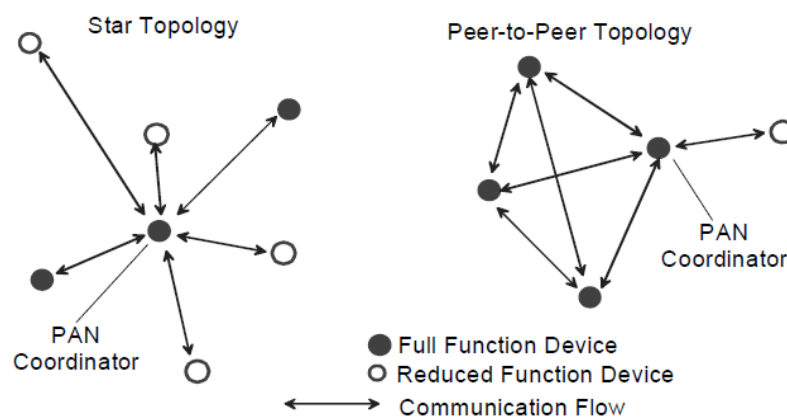 Star Topology
Peer-to-Peer Topology
PAN
Coordinator
PAN
Coordinator
Full Function Device
Reduced Function Device
Communication Flow